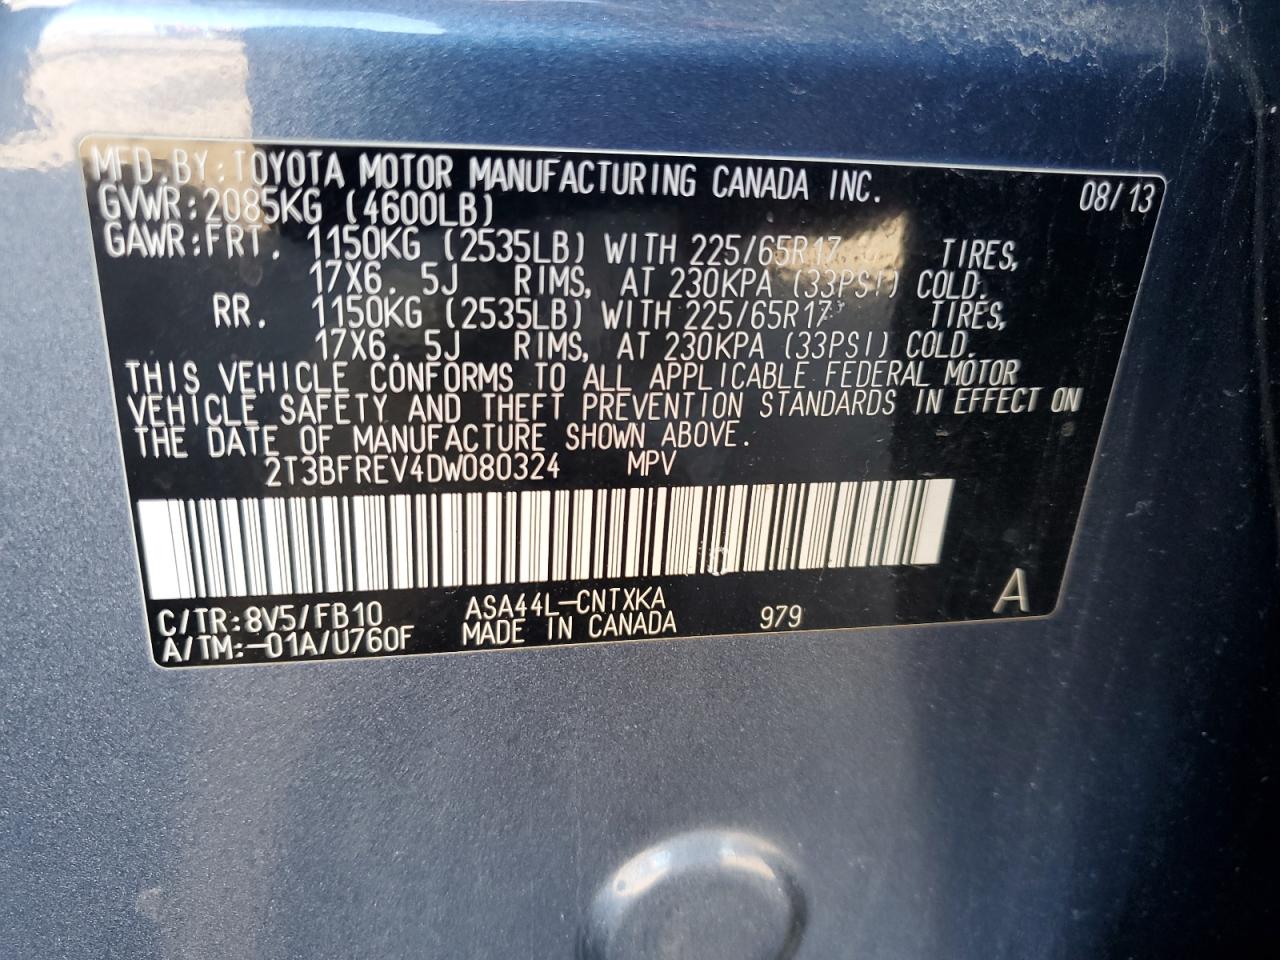 MFD.BY:TOYOTA MOTOR MANUFACTURING CANADA INC. 08/13
GVWR:2085KG (4600LB)
GAWR:FRT. 1150KG (2535LB) WITH 225/65R17 TIRES,
17X6.5J RIMS, AT 230KPA (33PSI) COLD.
RR. 1150KG (2535LB) WITH 225/65R17 TIRES,
17X6.5J RIMS, AT 230KPA (33PSI) COLD.
THIS VEHICLE CONFORMS TO ALL APPLICABLE FEDERAL MOTOR
VEHICLE SAFETY AND THEFT PREVENTION STANDARDS IN EFFECT ON
THE DATE OF MANUFACTURE SHOWN ABOVE.
2T3BFREV4DW080324 MPV
C/TR:8V5/FB10 ASA44L-CNTXKA 979 A
A/TM:-01A/U760F MADE IN CANADA